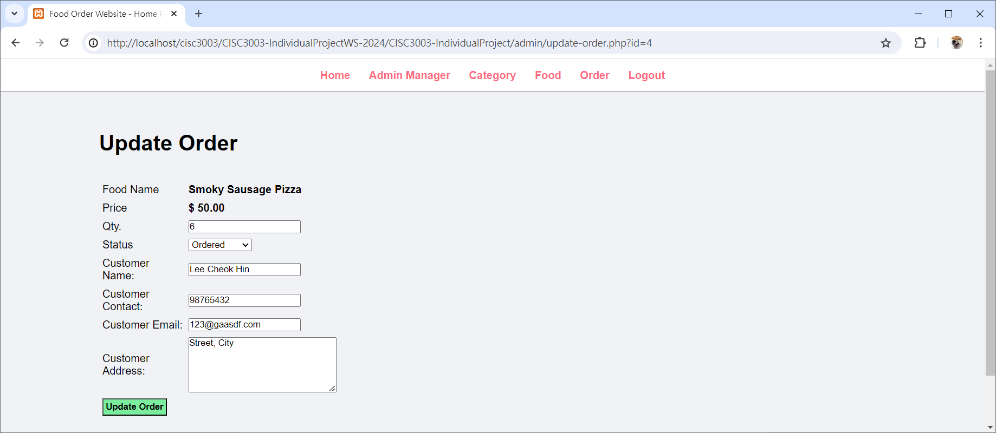 Food Order Website - Home
http://localhost/cisc3003/CISC3003-IndividualProjectWS-2024/CISC3003-IndividualProject/admin/update-order.php?id=4
Home Admin Manager Category Food Order Logout
Update Order
Food Name Smoky Sausage Pizza
Price $ 50.00
Qty. 6
Status Ordered
Customer
Name: Lee Cheok Hin
Customer
Contact: 98765432
Customer Email: 123@gaasdf.com
Street, City
Customer
Address:
Update Order